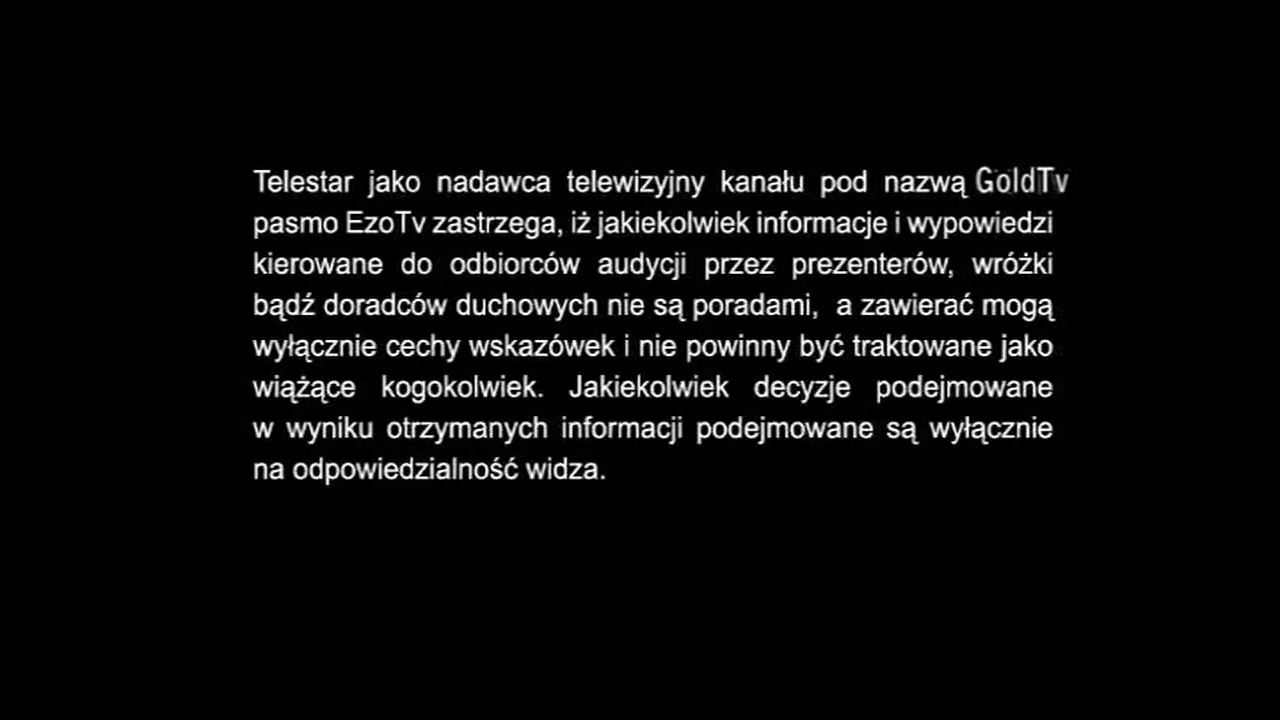 Telestar jako nadawca telewizyjny kanału pod nazwą GoldTv
pasmo EzoTv zastrzega, iż jakiekolwiek informacje i wypowiedzi
kierowane do odbiorców audycji przez prezenterów, wróżki
bądź doradców duchowych nie są poradami, a zawierać mogą
wyłącznie cechy wskazówek i nie powinny być traktowane jako
wiążące kogokolwiek. Jakiekolwiek decyzje podejmowane
w wyniku otrzymanych informacji podejmowane są wyłącznie
na odpowiedzialność widza.